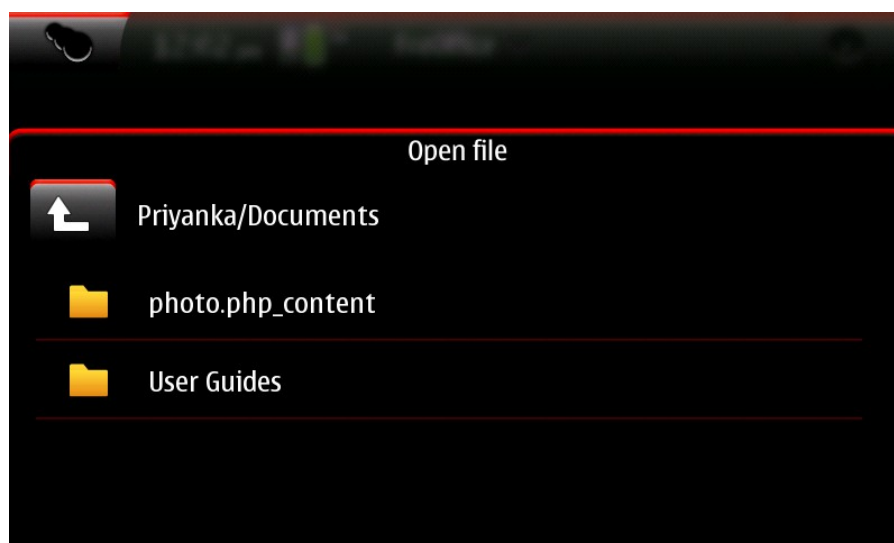 Open file
Priyanka/Documents
photo.php_content
User Guides